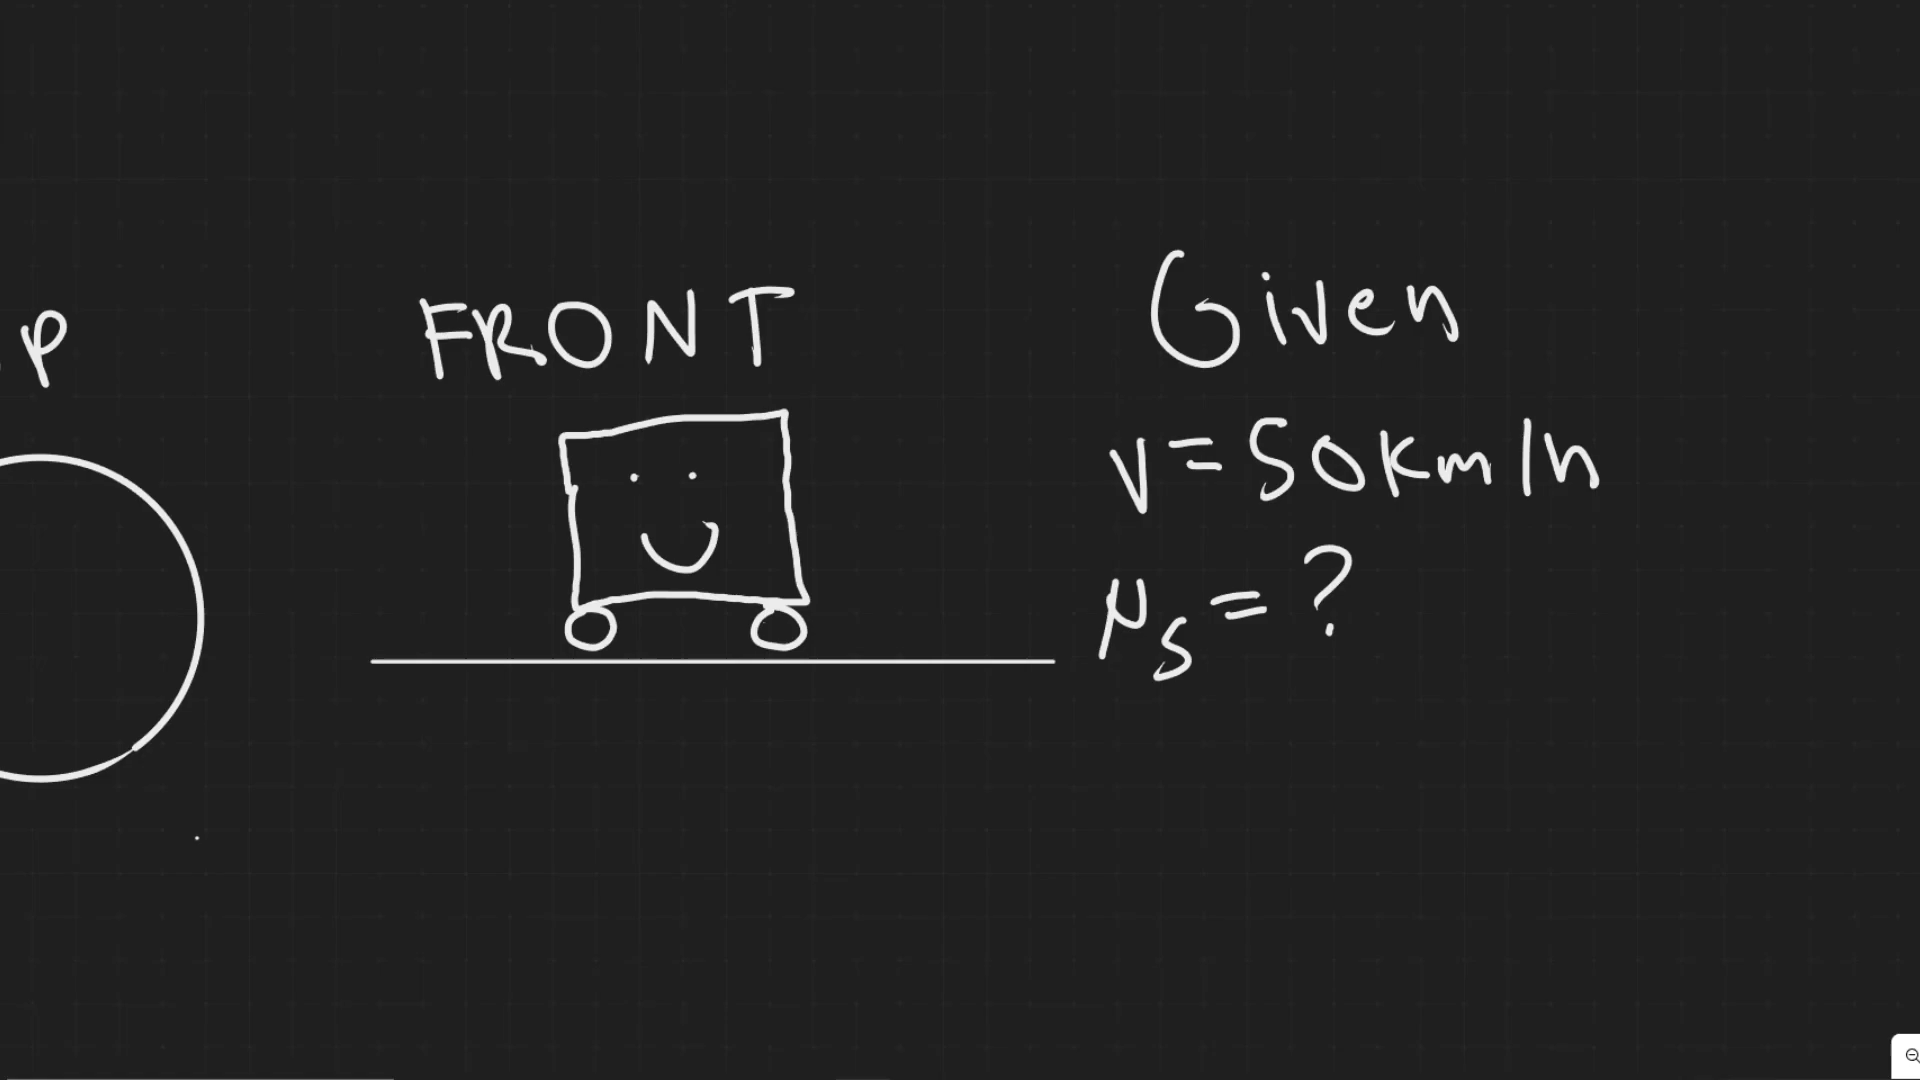 p
FRONT
Given
v=50km/h
μs=?